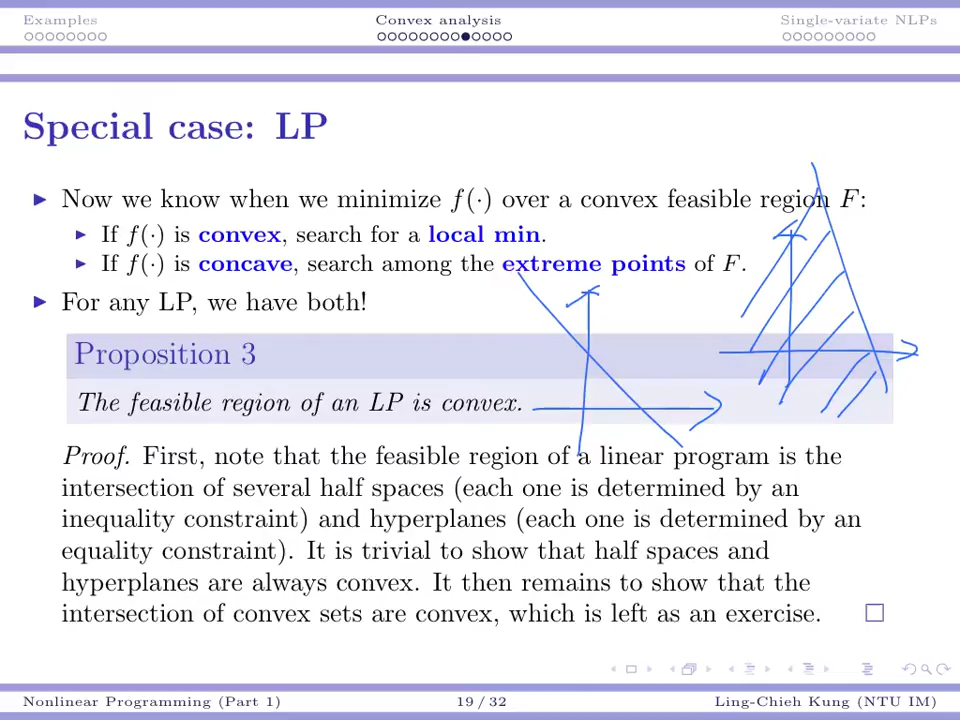 Examples
Convex analysis
Single-variate NLPs
Special case: LP
Now we know when we minimize f(·) over a convex feasible region F:
If f(·) is convex, search for a local min.
If f(·) is concave, search among the extreme points of F.
For any LP, we have both!
Proposition 3
The feasible region of an LP is convex.
Proof. First, note that the feasible region of a linear program is the
intersection of several half spaces (each one is determined by an
inequality constraint) and hyperplanes (each one is determined by an
equality constraint). It is trivial to show that half spaces and
hyperplanes are always convex. It then remains to show that the
intersection of convex sets are convex, which is left as an exercise.
Nonlinear Programming (Part 1)
19 / 32
Ling-Chieh Kung (NTU IM)